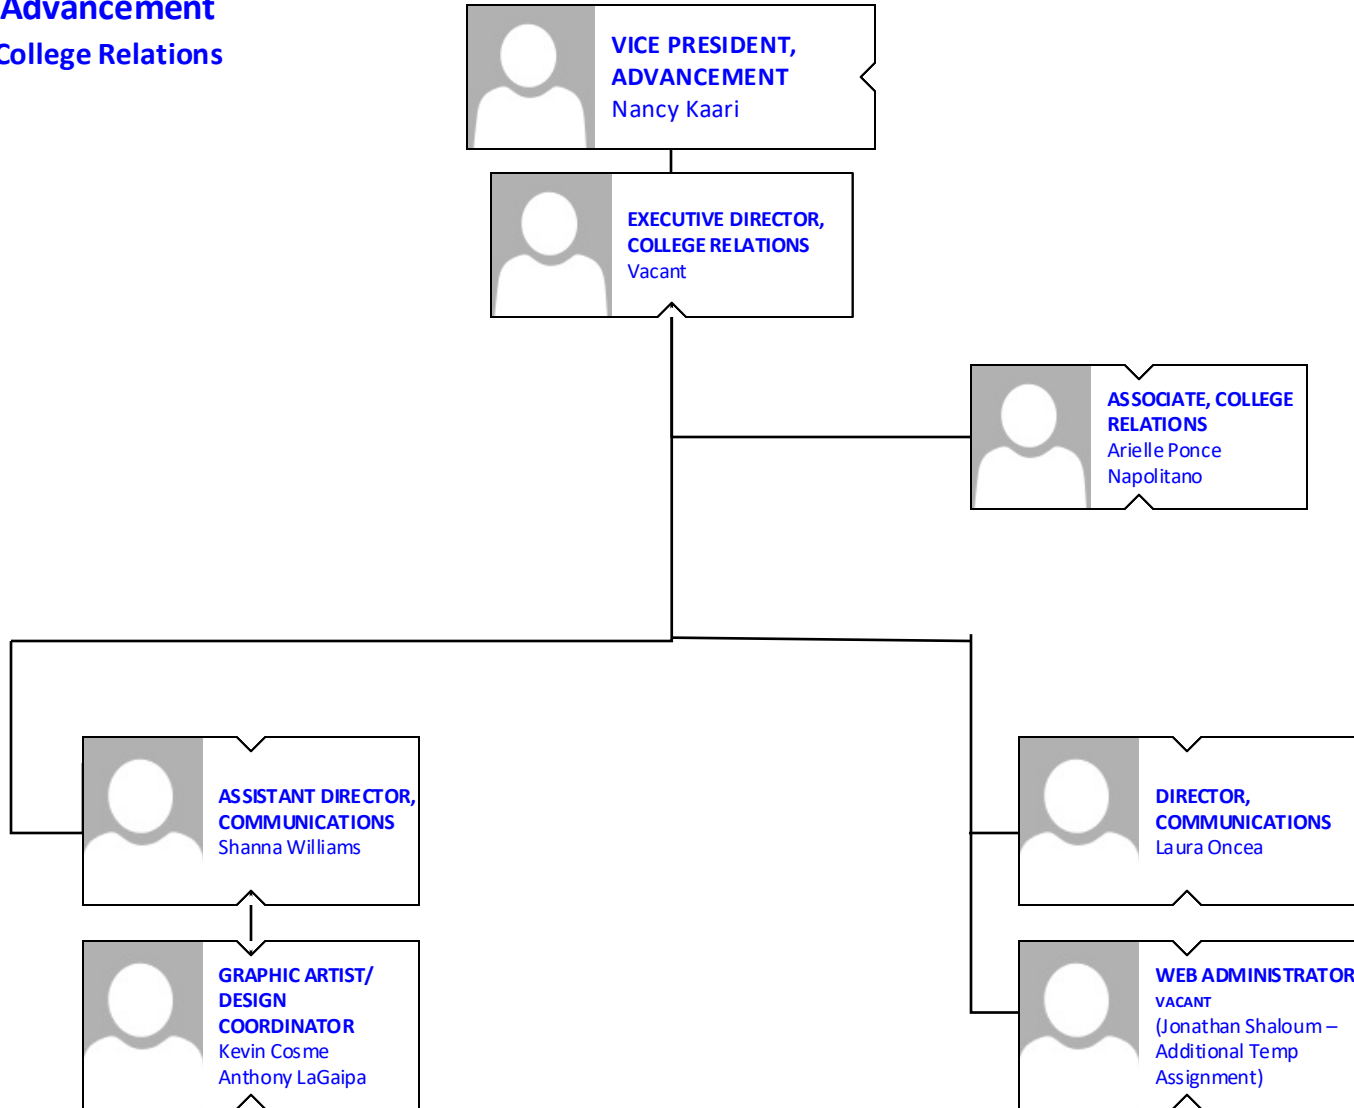 Advancement
College Relations
VICE PRESIDENT,
ADVANCEMENT
Nancy Kaari
EXECUTIVE DIRECTOR,
COLLEGE RELATIONS
Vacant
ASSOCIATE, COLLEGE
RELATIONS
Arielle Ponce
Napolitano
ASSISTANT DIRECTOR,
COMMUNICATIONS
Shanna Williams
DIRECTOR,
COMMUNICATIONS
Laura Oncea
GRAPHIC ARTIST/
DESIGN
COORDINATOR
Kevin Cosme
Anthony LaGaipa
WEB ADMINISTRATOR
VACANT
(Jonathan Shaloum –
Additional Temp
Assignment)